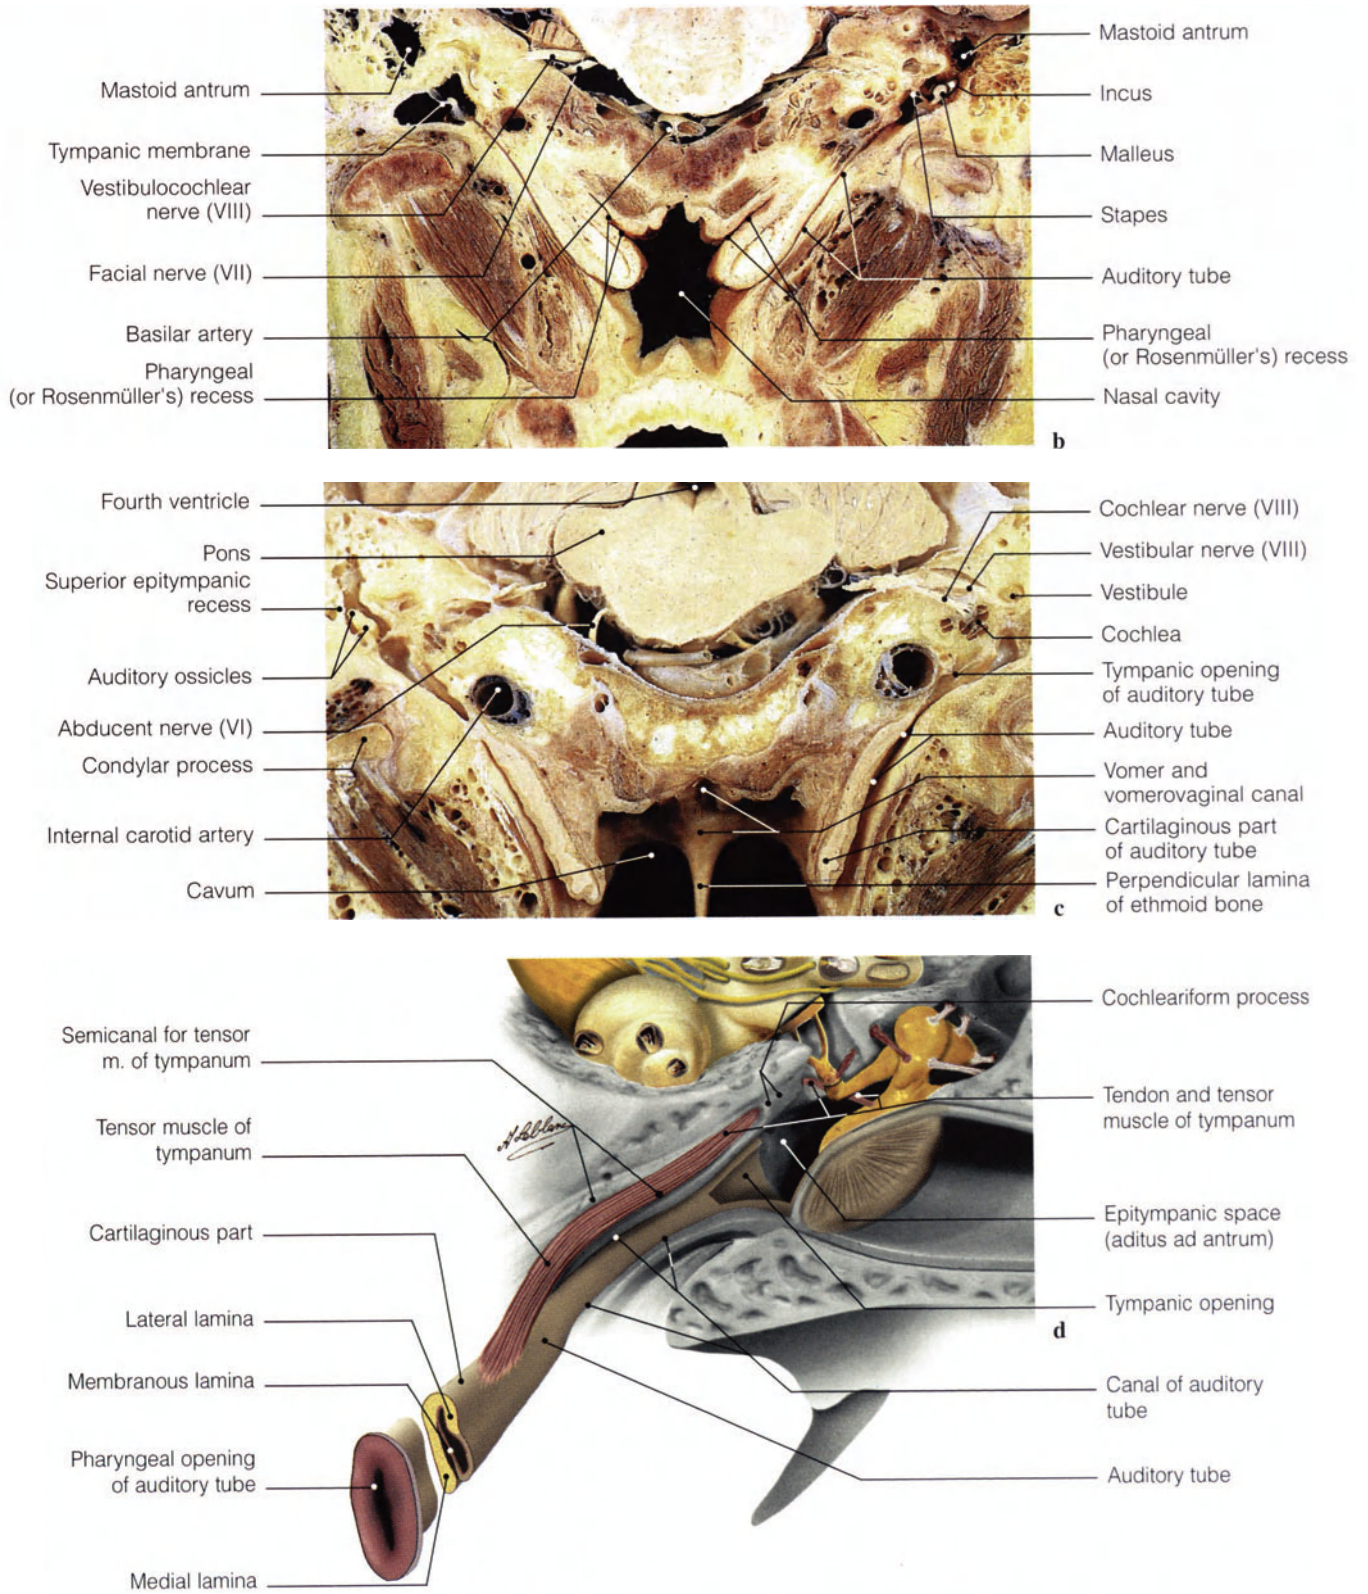 Mastoid antrum
Tympanic membrane
Vestibulocochlear
nerve (VIII)
Facial nerve (VII)
Basilar artery
Pharyngeal
(or Rosenmüller's) recess
Mastoid antrum
Incus
Malleus
Stapes
Auditory tube
Pharyngeal
(or Rosenmüller's) recess
Nasal cavity
b
Fourth ventricle
Pons
Superior epitympanic
recess
Auditory ossicles
Abducent nerve (VI)
Condylar process
Internal carotid artery
Cavum
Cochlear nerve (VIII)
Vestibular nerve (VIII)
Vestibule
Cochlea
Tympanic opening
of auditory tube
Auditory tube
Vomer and
vomerovaginal canal
Cartilaginous part
of auditory tube
Perpendicular lamina
of ethmoid bone
c
Semicanal for tensor
m. of tympanum
Tensor muscle of
tympanum
Cartilaginous part
Lateral lamina
Membranous lamina
Pharyngeal opening
of auditory tube
Medial lamina
Cochleariform process
Tendon and tensor
muscle of tympanum
Epitympanic space
(aditus ad antrum)
Tympanic opening
d
Canal of auditory
tube
Auditory tube